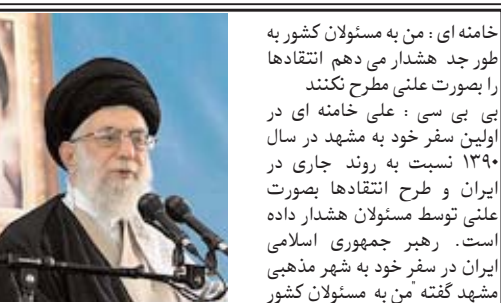 خامنه ای : من به مسئولان کشور به
طور جد هشدار می دهم انتقادها
را بصورت علنی مطرح نکنند
بی بی سی : علی خامنه ای در
اولین سفر خود به مشهد در سال
۱۳۹۰ نسبت به روند جاری در
ایران و طرح انتقادها بصورت
علنی توسط مسئولان هشدار داده
است. رهبر جمهوری اسلامی
ایران در سفر خود به شهر مذهبی
مشهد گفته "من به مسئولان کشور